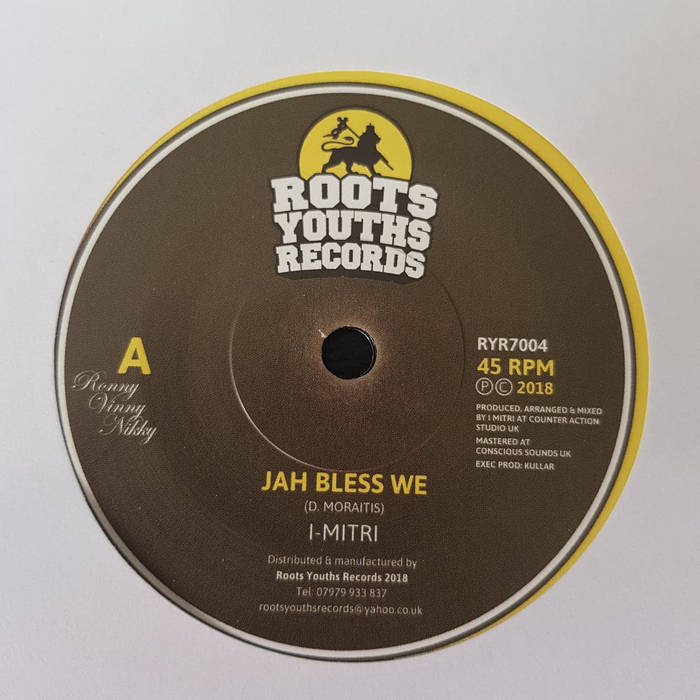 ROOTS
YOUTHS
RECORDS
A
Ronny
Vinny
Nikky
RYR7004
45 RPM
Ⓟ© 2018
PRODUCED, ARRANGED & MIXED
BY I MITRI AT COUNTER ACTION
STUDIO UK
MASTERED AT
CONSCIOUS SOUNDS UK
EXEC PROD: KULLAR
JAH BLESS WE
(D. MORAITIS)
I-MITRI
Distributed & manufactured by
Roots Youths Records 2018
Tel: 07979 933 837
rootsyouthsrecords@yahoo.co.uk